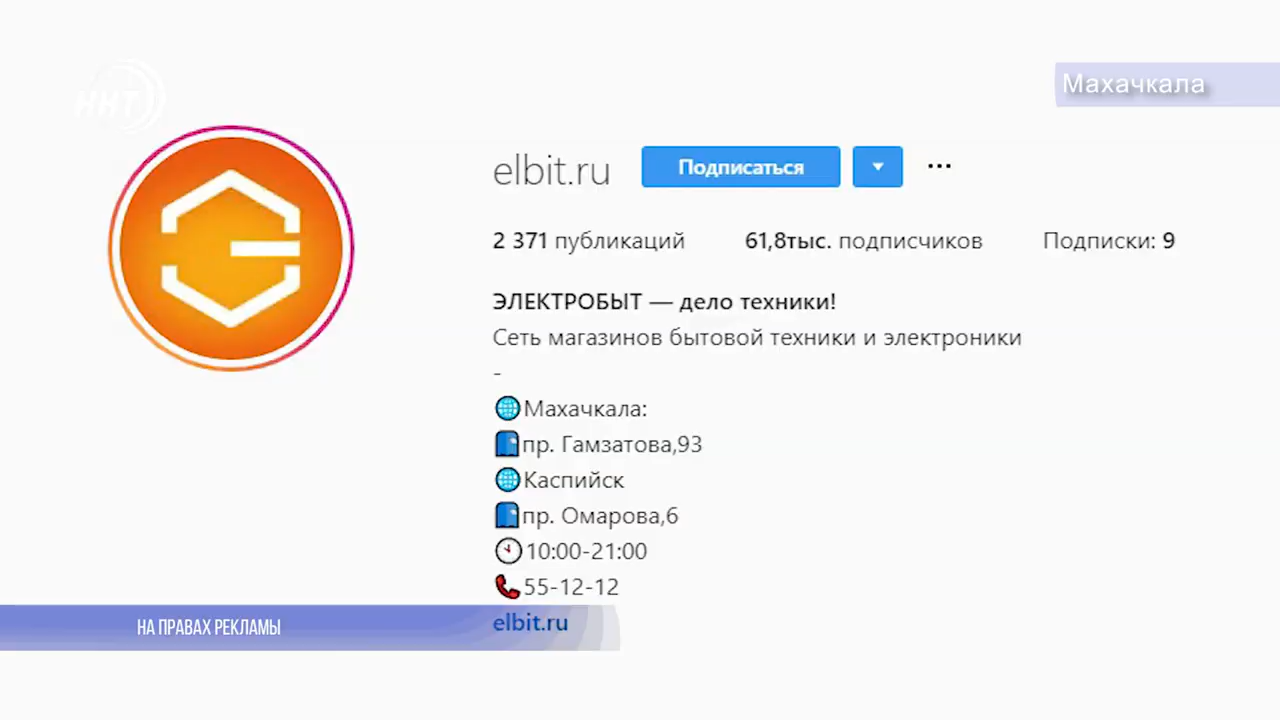 ННТ
Махачкала
elbit.ru
Подписаться
2 371 публикаций
61,8тыс. подписчиков
Подписки: 9
ЭЛЕКТРОБЫТ — дело техники!
Сеть магазинов бытовой техники и электроники
-
Махачкала:
пр. Гамзатова,93
Каспийск
пр. Омарова,6
10:00-21:00
55-12-12
elbit.ru
НА ПРАВАХ РЕКЛАМЫ